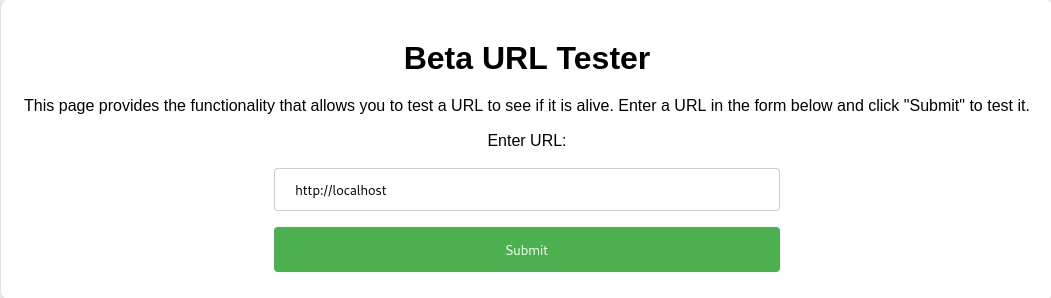 Beta URL Tester
This page provides the functionality that allows you to test a URL to see if it is alive. Enter a URL in the form below and click "Submit" to test it.
Enter URL:
http://localhost
Submit